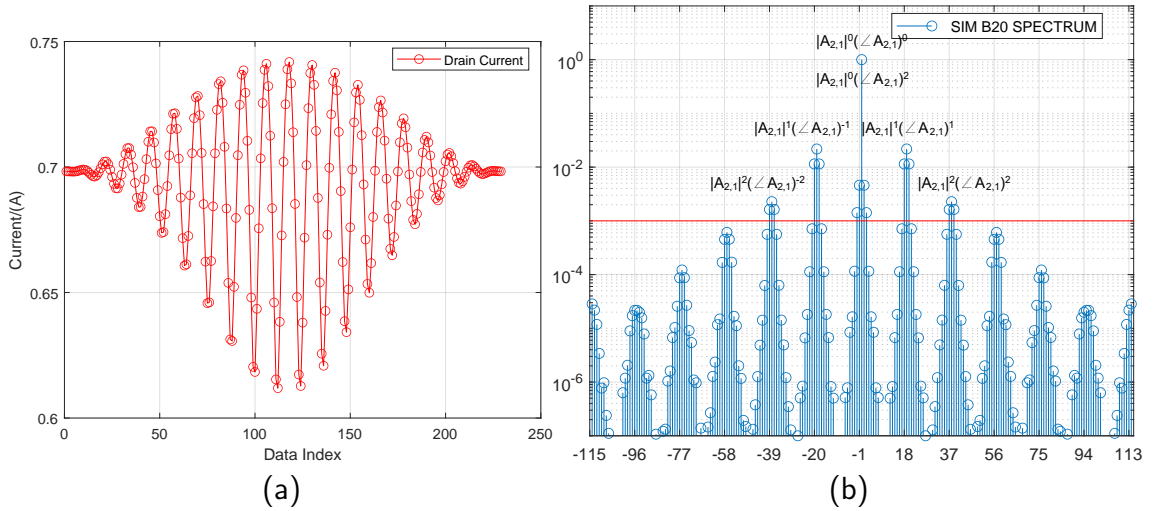 0.75
0.7
0.65
0.6
Current/(A)
Drain Current
0 50 100 150 200 250
Data Index
(a)
SIM B20 SPECTRUM
|A2,1|^0(∠A2,1)^0
|A2,1|^0(∠A2,1)^2
|A2,1|^1(∠A2,1)^-1 |A2,1|^1(∠A2,1)^1
|A2,1|^2(∠A2,1)^-2 |A2,1|^2(∠A2,1)^2
10^0
10^-2
10^-4
10^-6
-115 -96 -77 -58 -39 -20 -1 18 37 56 75 94 113
(b)